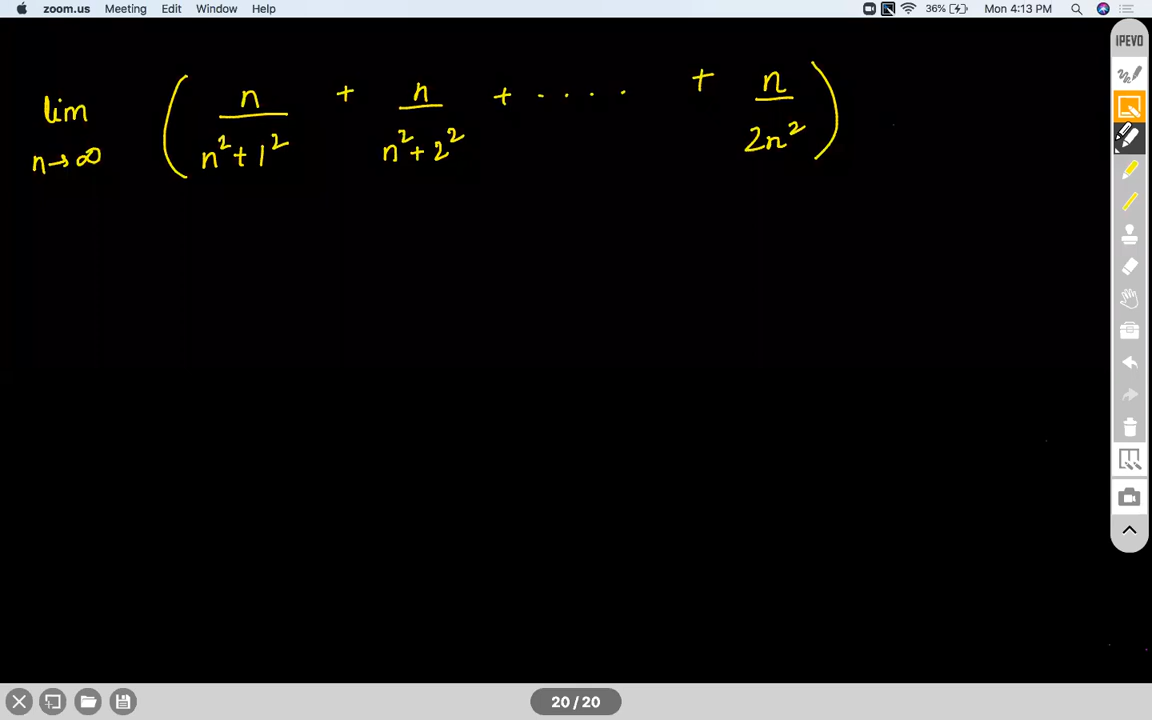 zoom.us Meeting Edit Window Help 36% Mon 4:13 PM
IPEVO
lim n→∞ ( n/(n²+1²) + n/(n²+2²) + ..... + n/(2n²) )
20 / 20